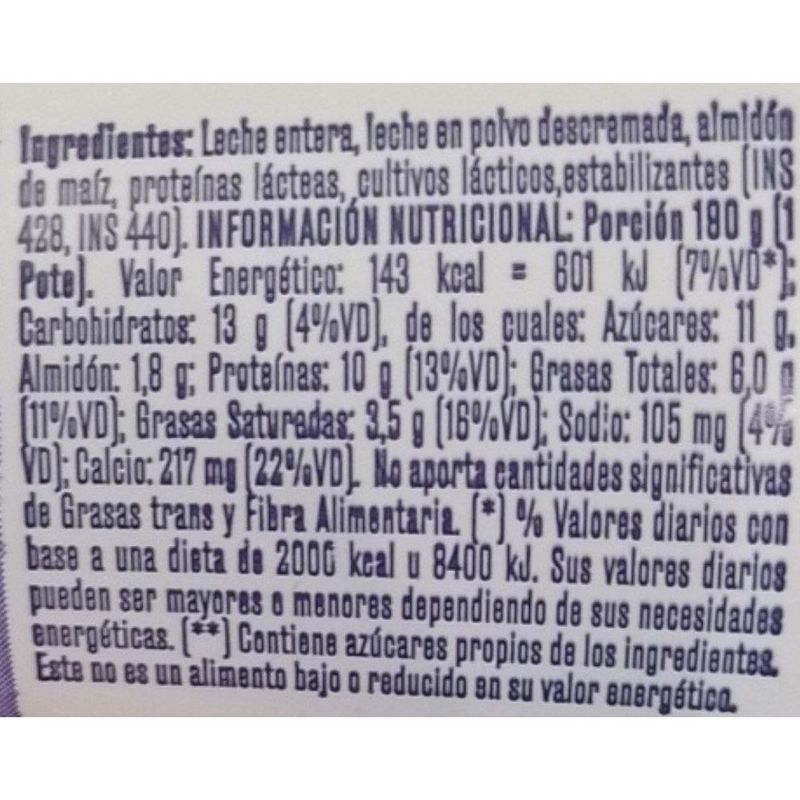 Ingredientes: Leche entera, leche en polvo descremada, almidón
de maíz, proteínas lácteas, cultivos lácticos,estabilizantes (INS
428, INS 440). INFORMACIÓN NUTRICIONAL: Porción 180 g (1
Pote). Valor Energético: 143 kcal = 601 kJ (7%VD*);
Carbohidratos: 13 g (4%VD), de los cuales: Azúcares: 11 g,
Almidón: 1,8 g; Proteínas: 10 g (13%VD); Grasas Totales: 6,0 g
(11%VD); Grasas Saturadas: 3,5 g (16%VD); Sodio: 105 mg (4%
VD); Calcio: 217 mg (22%VD). No aporta cantidades significativas
de Grasas trans y Fibra Alimentaria. (*) % Valores diarios con
base a una dieta de 2000 kcal u 8400 kJ. Sus valores diarios
pueden ser mayores o menores dependiendo de sus necesidades
energéticas. (**) Contiene azúcares propios de los ingredientes.
Este no es un alimento bajo o reducido en su valor energético.